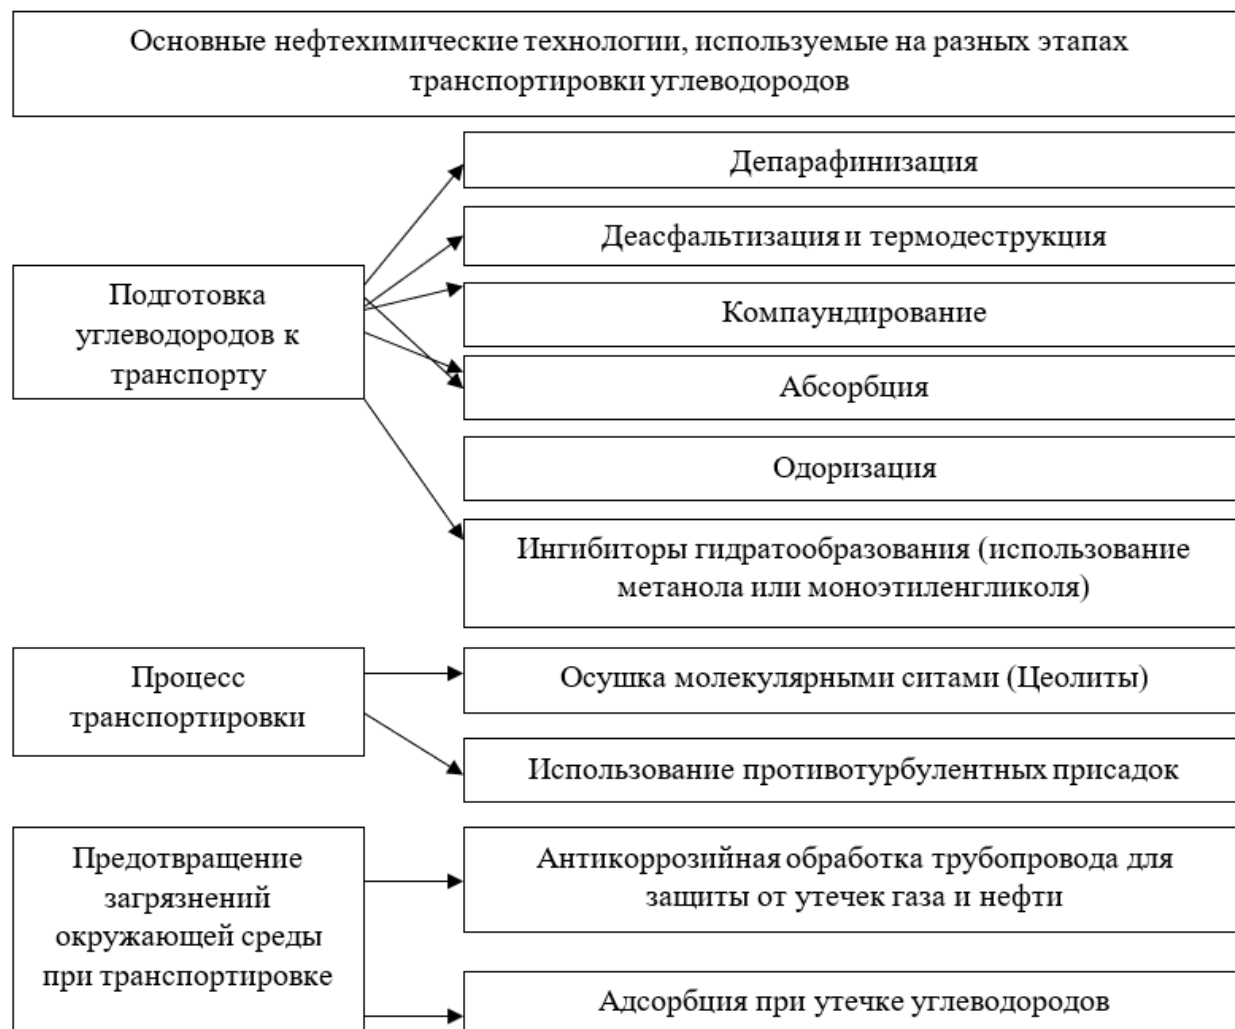 Основные нефтехимические технологии, используемые на разных этапах
транспортировки углеводородов
Депарафинизация
Деасфальтизация и термодеструкция
Подготовка
углеводородов к
транспорту
Компаундирование
Абсорбция
Одоризация
Ингибиторы гидратообразования (использование
метанола или моноэтиленгликоля)
Процесс
транспортировки
Осушка молекулярными ситами (Цеолиты)
Использование противотурбулентных присадок
Предотвращение
загрязнений
окружающей среды
при транспортировке
Антикоррозийная обработка трубопровода для
защиты от утечек газа и нефти
Адсорбция при утечке углеводородов